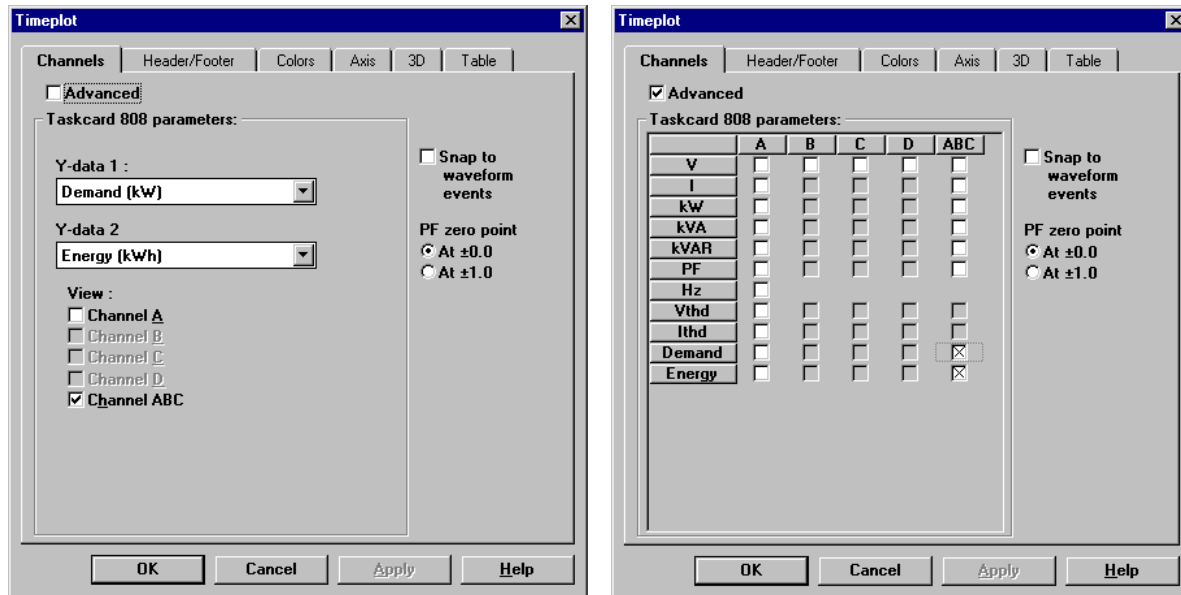 Timeplot
Channels Header/Footer Colors Axis 3D Table
Advanced
Taskcard 808 parameters:
Y-data 1 :
Demand (kW)
Y-data 2
Energy (kWh)
View :
Channel A
Channel B
Channel C
Channel D
Channel ABC
Snap to
waveform
events
PF zero point
At ±0.0
At ±1.0
OK Cancel Apply Help
Timeplot
Channels Header/Footer Colors Axis 3D Table
Advanced
Taskcard 808 parameters:
A B C D ABC
V
I
kW
kVA
kVAR
PF
Hz
Vthd
Ithd
Demand
Energy
Snap to
waveform
events
PF zero point
At ±0.0
At ±1.0
OK Cancel Apply Help